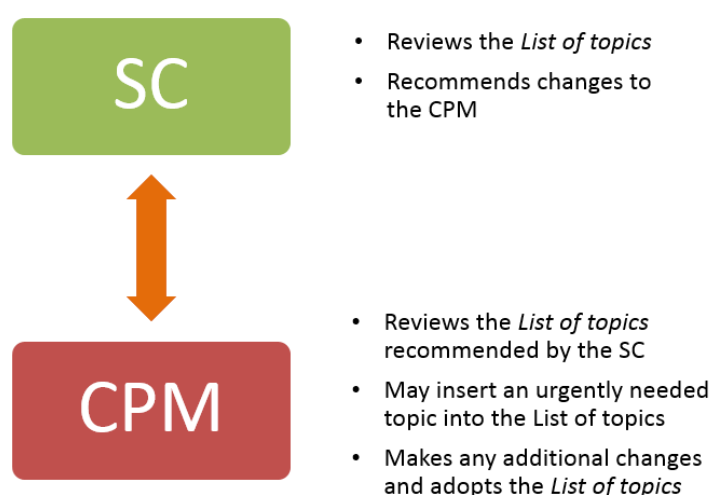 SC
• Reviews the List of topics
• Recommends changes to
the CPM
CPM
• Reviews the List of topics
recommended by the SC
• May insert an urgently needed
topic into the List of topics
• Makes any additional changes
and adopts the List of topics